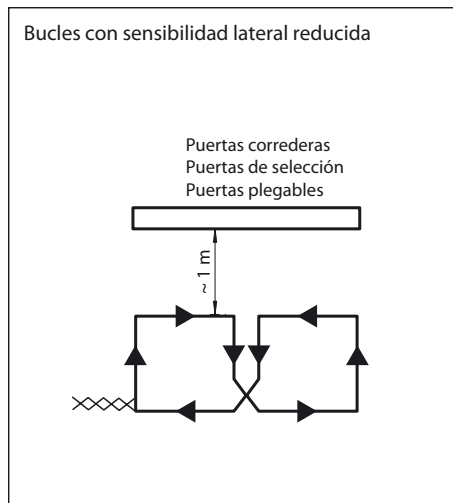 Bucles con sensibilidad lateral reducida
Puertas correderas
Puertas de selección
Puertas plegables
~ 1 m